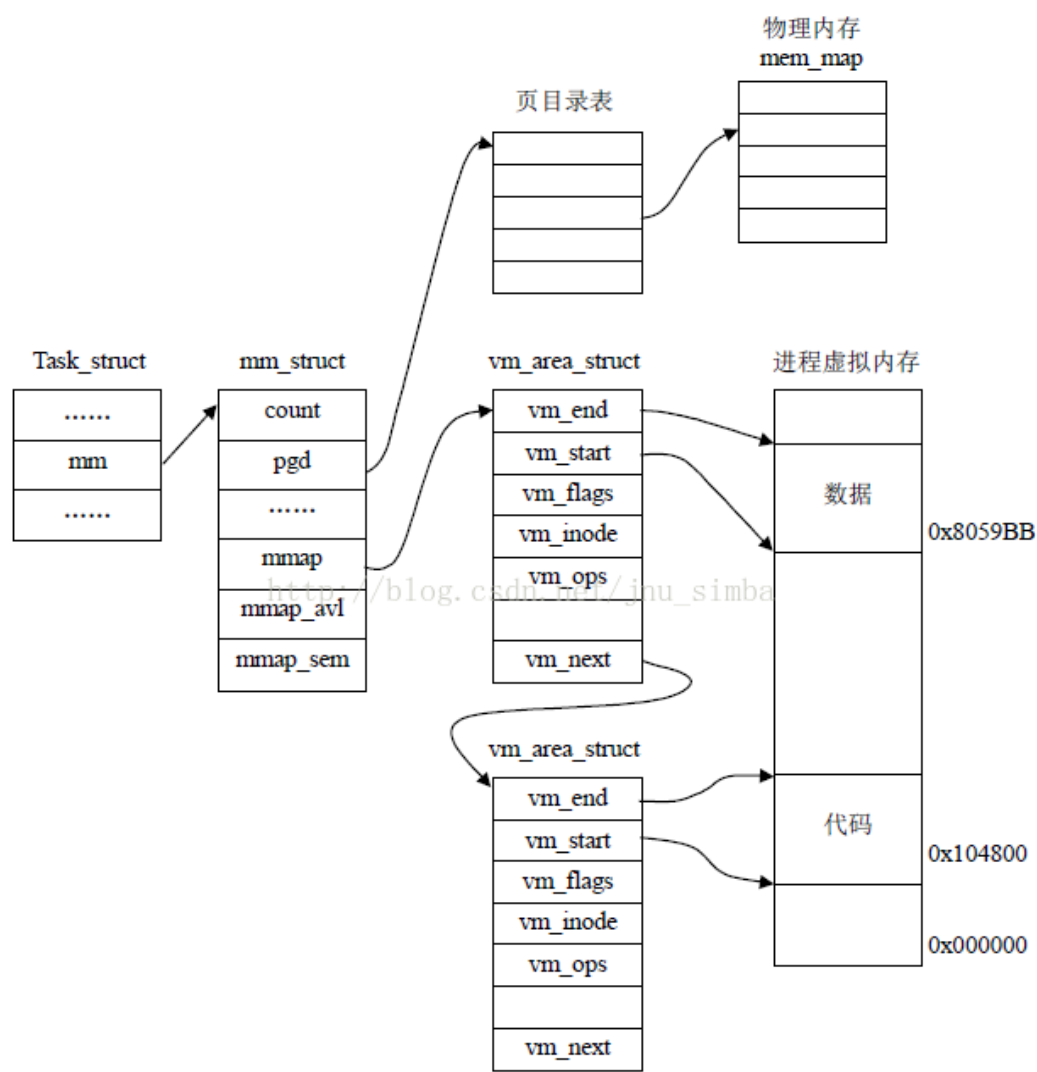 物理内存
mem_map
页目录表
Task_struct
......
mm
......
mm_struct
count
pgd
......
mmap
mmap_avl
mmap_sem
vm_area_struct
vm_end
vm_start
vm_flags
vm_inode
vm_ops
vm_next
进程虚拟内存
数据
0x8059BB
代码
0x104800
0x000000
http://blog.csdn.net/jnu_simba
vm_area_struct
vm_end
vm_start
vm_flags
vm_inode
vm_ops
vm_next